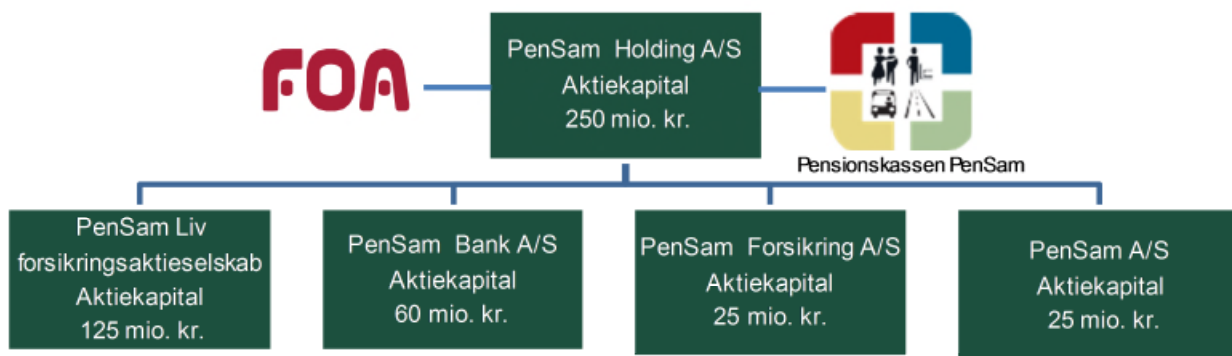 FOA
PenSam Holding A/S
Aktiekapital
250 mio. kr.
Pensionskassen PenSam
PenSam Liv
forsikringsaktieselskab
Aktiekapital
125 mio. kr.
PenSam Bank A/S
Aktiekapital
60 mio. kr.
PenSam Forsikring A/S
Aktiekapital
25 mio. kr.
PenSam A/S
Aktiekapital
25 mio. kr.